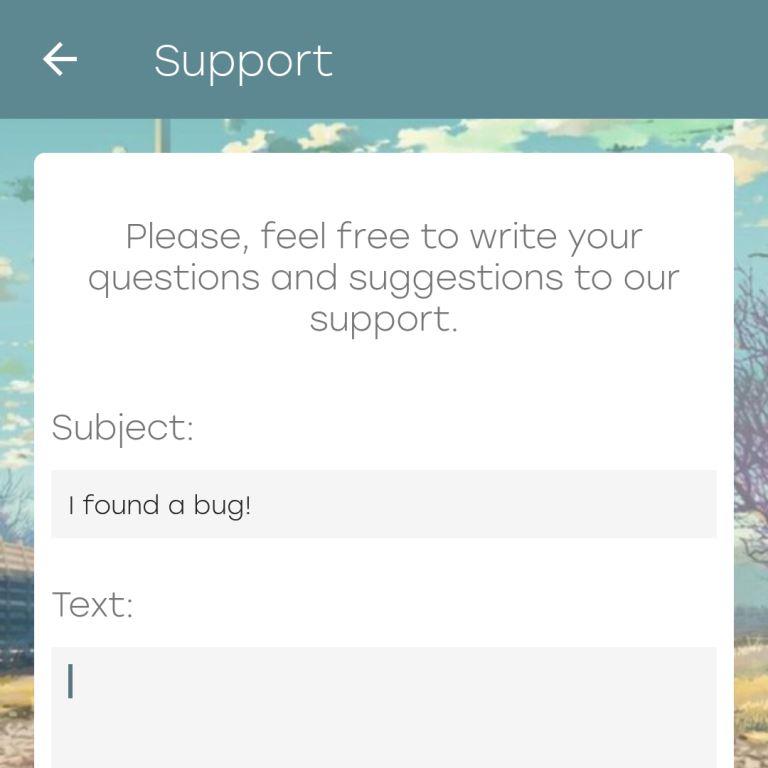 Support
Please, feel free to write your
questions and suggestions to our
support.
Subject:
I found a bug!
Text: